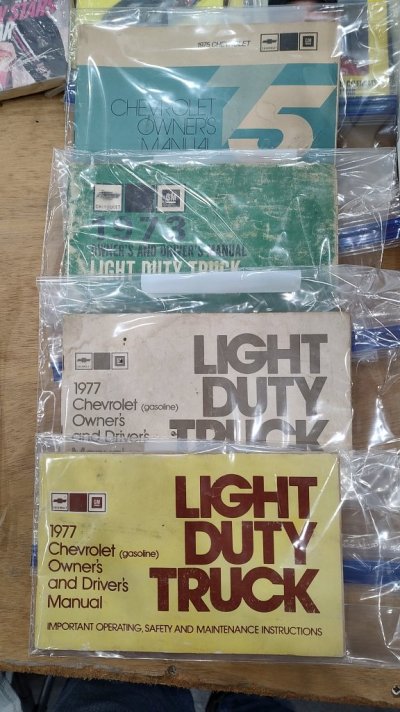 1975 CHEVROLET
CHEVROLET
OWNER'S
MANUAL
75
1973
OWNER'S AND DRIVER'S MANUAL
LIGHT DUTY TRUCK
LIGHT
DUTY
TRUCK
1977
Chevrolet (gasoline)
Owner's
and Driver's
Manual
LIGHT
DUTY
TRUCK
1977
Chevrolet (gasoline)
Owner's
and Driver's
Manual
IMPORTANT OPERATING, SAFETY AND MAINTENANCE INSTRUCTIONS